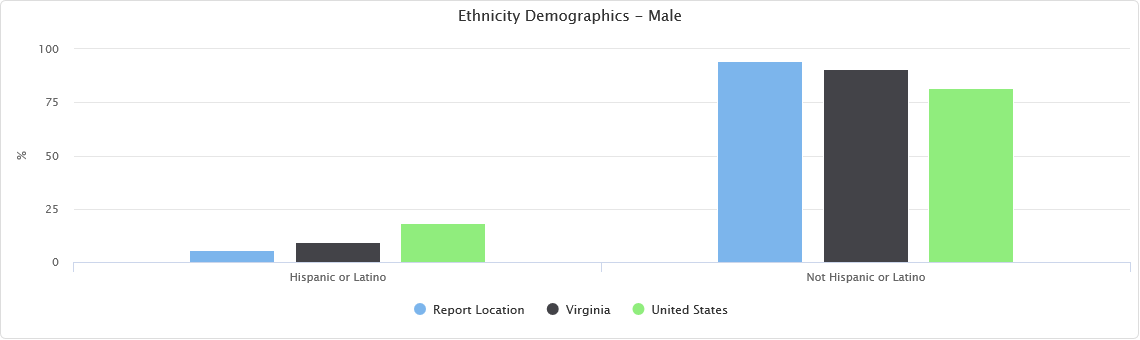 Ethnicity Demographics – Male
100
75
50
25
0
%
Hispanic or Latino
Not Hispanic or Latino
Report Location
Virginia
United States